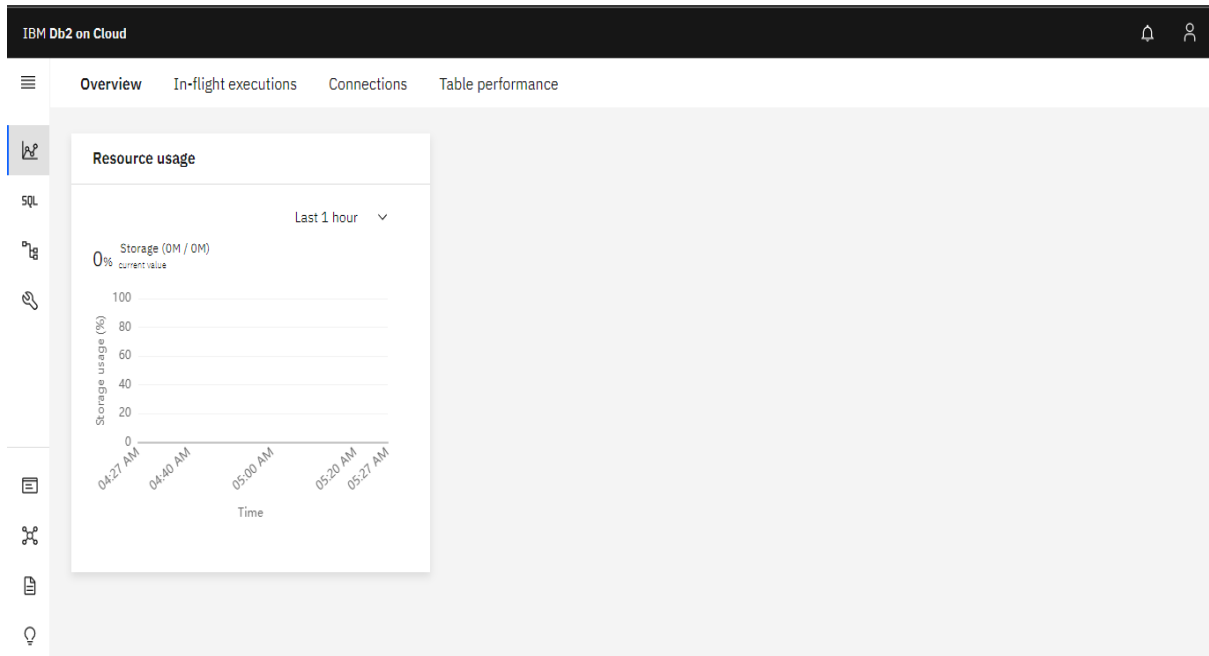 IBM Db2 on Cloud
Overview In-flight executions Connections Table performance
Resource usage
SQL
Last 1 hour
0% Storage (0M / 0M)
current value
100
80
60
40
20
0
Storage usage (%)
04:27 AM 04:40 AM 05:00 AM 05:20 AM 05:27 AM
Time